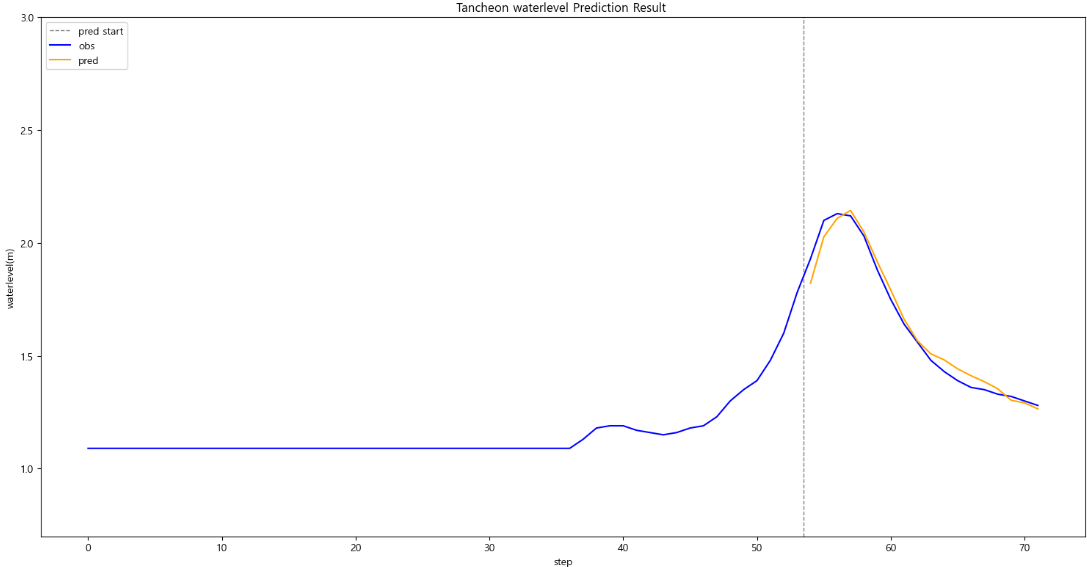 Tancheon waterlevel Prediction Result
pred start
obs
pred
3.0
2.5
2.0
1.5
1.0
waterlevel(m)
0 10 20 30 40 50 60 70
step